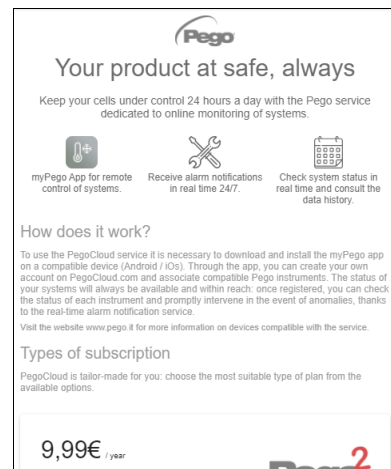 Pego
Your product at safe, always
Keep your cells under control 24 hours a day with the Pego service
dedicated to online monitoring of systems.
myPego App for remote
control of systems.
Receive alarm notifications
in real time 24/7.
Check system status in
real time and consult the
data history.
How does it work?
To use the PegoCloud service it is necessary to download and install the myPego app
on a compatible device (Android / iOs). Through the app, you can create your own
account on PegoCloud.com and associate compatible Pego instruments. The status of
your systems will always be available and within reach: once registered, you can check
the status of each instrument and promptly intervene in the event of anomalies, thanks
to the real-time alarm notification service.
Visit the website www.pego.it for more information on devices compatible with the service.
Types of subscription
PegoCloud is tailor-made for you: choose the most suitable type of plan from the
available options.
9,99€ / year
2